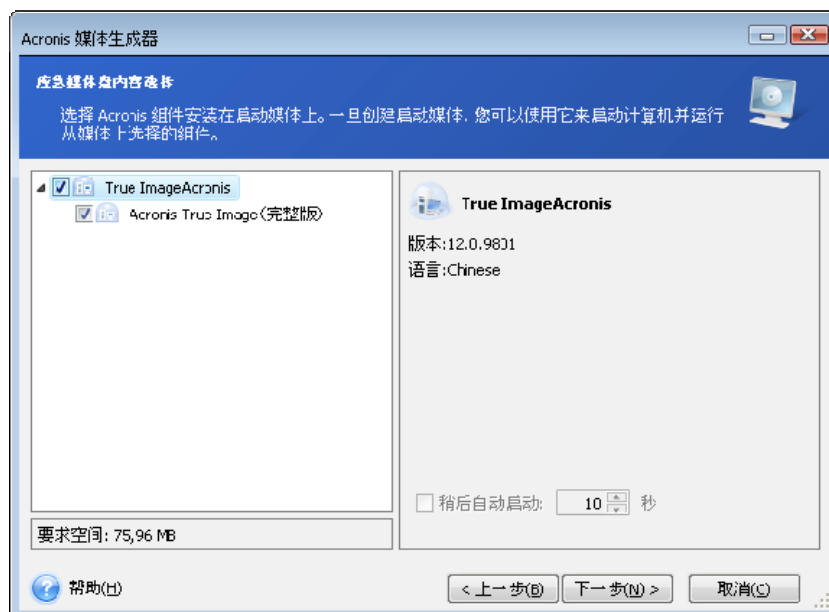 Acronis 媒体生成器
应急媒体盘内容选择
选择 Acronis 组件安装在启动媒体上。一旦创建启动媒体, 您可以使用它来启动计算机并运行
从媒体上选择的组件。
True ImageAcronis
Acronis True Image (完整版)
要求空间: 75,96 MB
True ImageAcronis
版本:12.0.9801
语言:Chinese
稍后自动启动: 10 秒
帮助(H)
< 上一步(B)
下一步(N) >
取消(C)